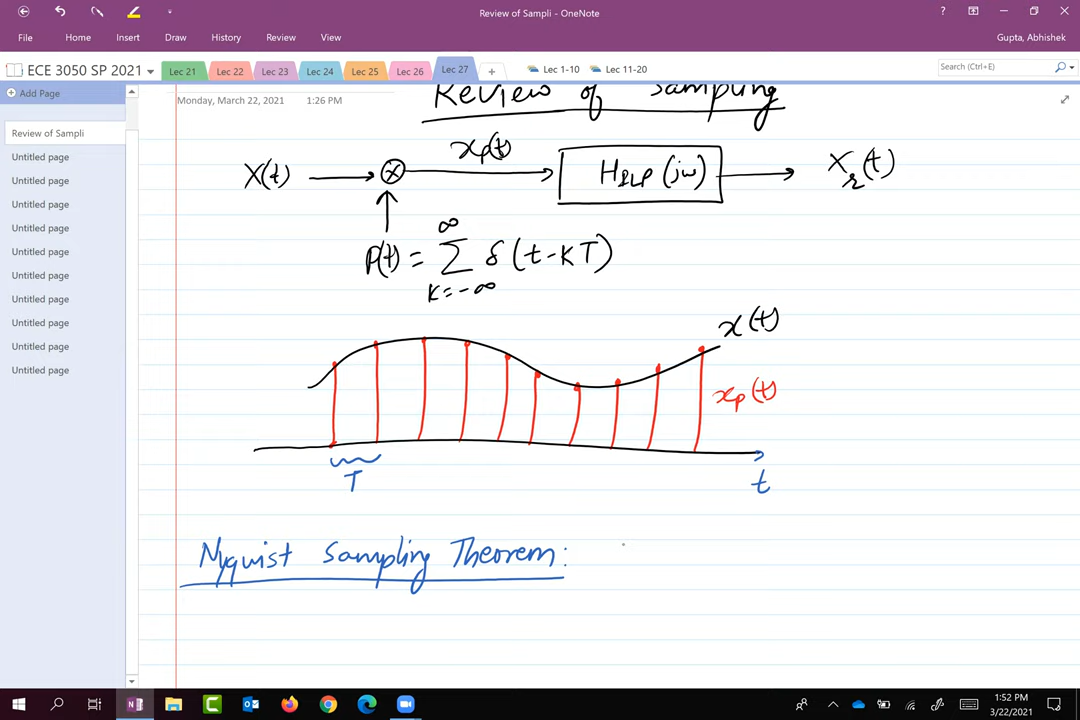 Review of Sampli - OneNote
Gupta, Abhishek
File Home Insert Draw History Review View
ECE 3050 SP 2021
Lec 21 Lec 22 Lec 23 Lec 24 Lec 25 Lec 26 Lec 27 + Lec 1-10 Lec 11-20
Search (Ctrl+E)
Add Page
Review of Sampli
Untitled page
Untitled page
Untitled page
Untitled page
Untitled page
Untitled page
Untitled page
Untitled page
Untitled page
Untitled page
Review of Sampling
Monday, March 22, 2021 1:26 PM
xp(t)
X(t) ⊗ HILP(jω) Xr(t)
p(t) = ∞∑k=-∞ δ(t-kT)
x(t)
xp(t)
T
t
Nyquist Sampling Theorem:
1:52 PM
3/22/2021